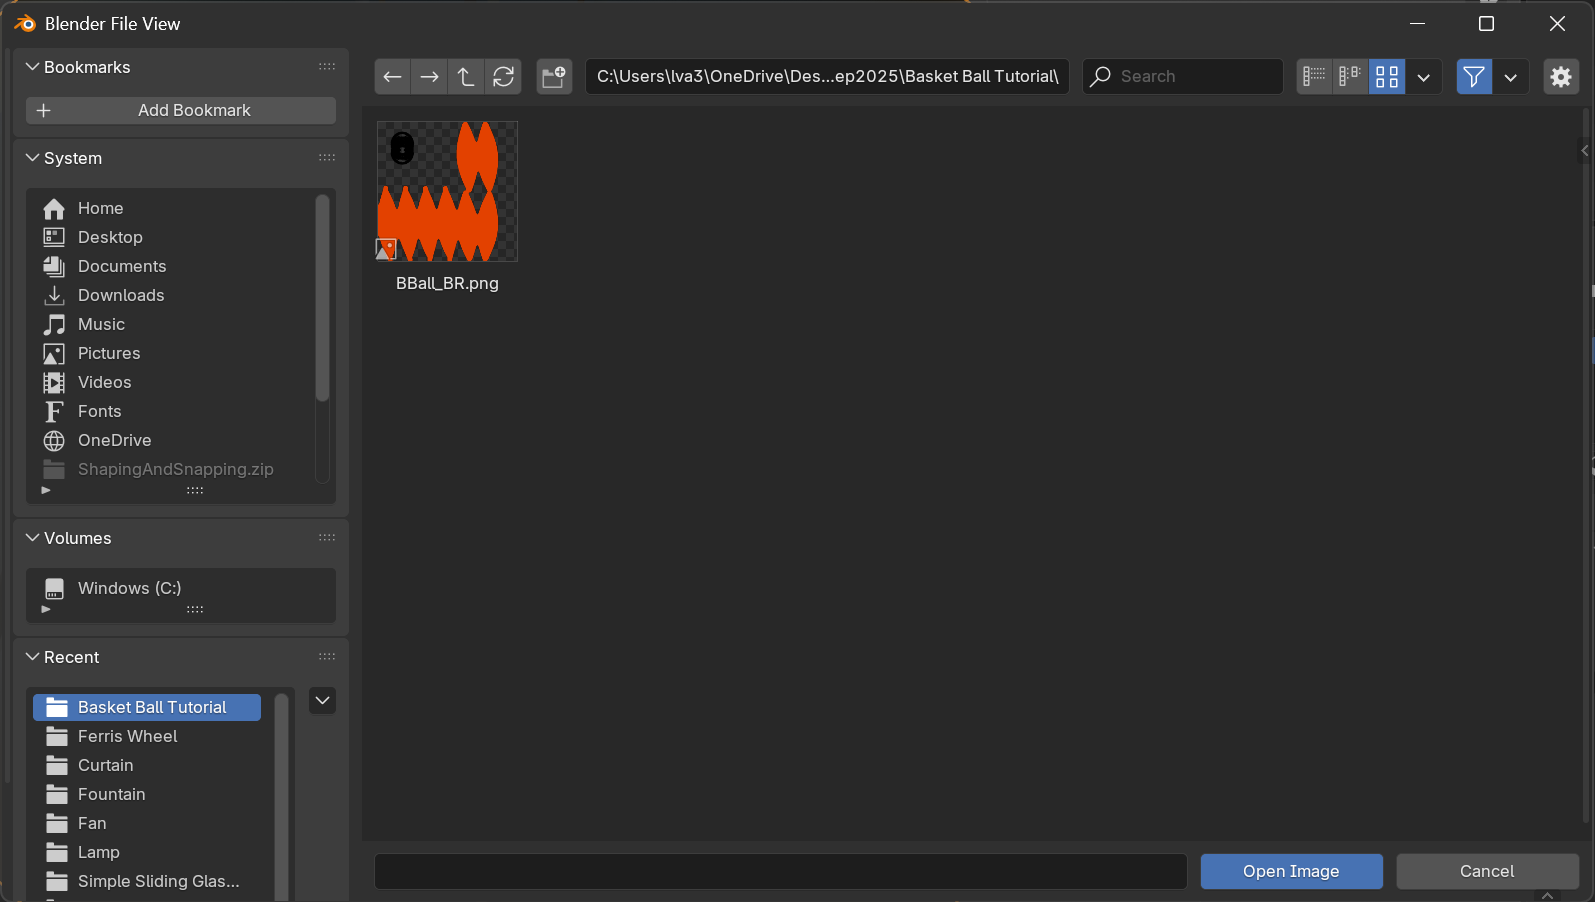 Blender File View
Bookmarks
Add Bookmark
System
Home
Desktop
Documents
Downloads
Music
Pictures
Videos
Fonts
OneDrive
ShapingAndSnapping.zip
Volumes
Windows (C:)
Recent
Basket Ball Tutorial
Ferris Wheel
Curtain
Fountain
Fan
Lamp
Simple Sliding Glas...
C:\Users\lva3\OneDrive\Des...ep2025\Basket Ball Tutorial\
Search
BBall_BR.png
Open Image
Cancel